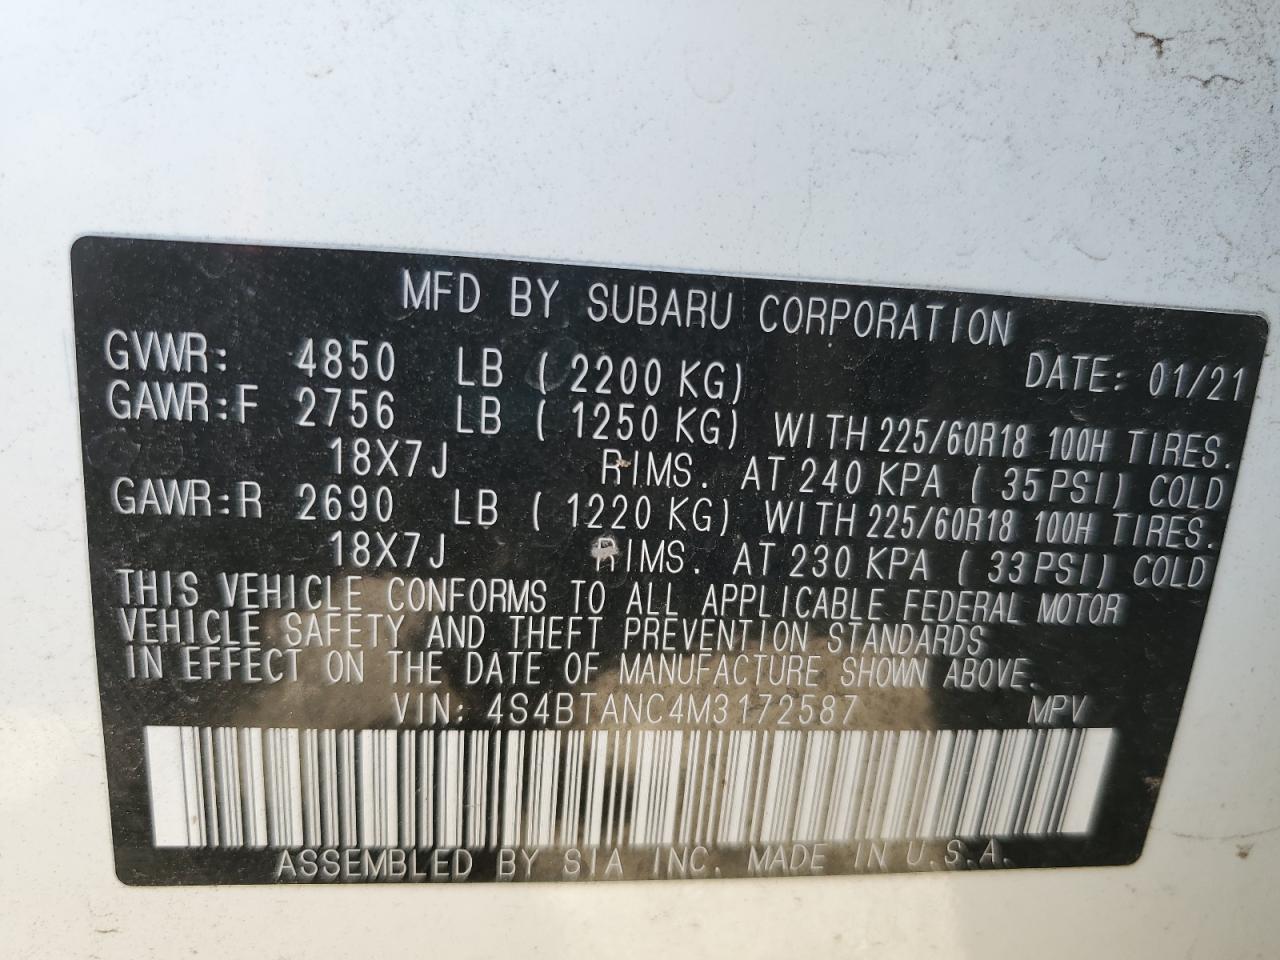 MFD BY SUBARU CORPORATION
GVWR: 4850 LB ( 2200 KG) DATE: 01/21
GAWR:F 2756 LB ( 1250 KG) WITH 225/60R18 100H TIRES.
18X7J RIMS. AT 240 KPA ( 35PSI) COLD
GAWR:R 2690 LB ( 1220 KG) WITH 225/60R18 100H TIRES.
18X7J RIMS. AT 230 KPA ( 33PSI) COLD
THIS VEHICLE CONFORMS TO ALL APPLICABLE FEDERAL MOTOR
VEHICLE SAFETY AND THEFT PREVENTION STANDARDS
IN EFFECT ON THE DATE OF MANUFACTURE SHOWN ABOVE.
VIN: 4S4BTANC4M3172587 MPV
ASSEMBLED BY SIA INC. MADE IN U.S.A.